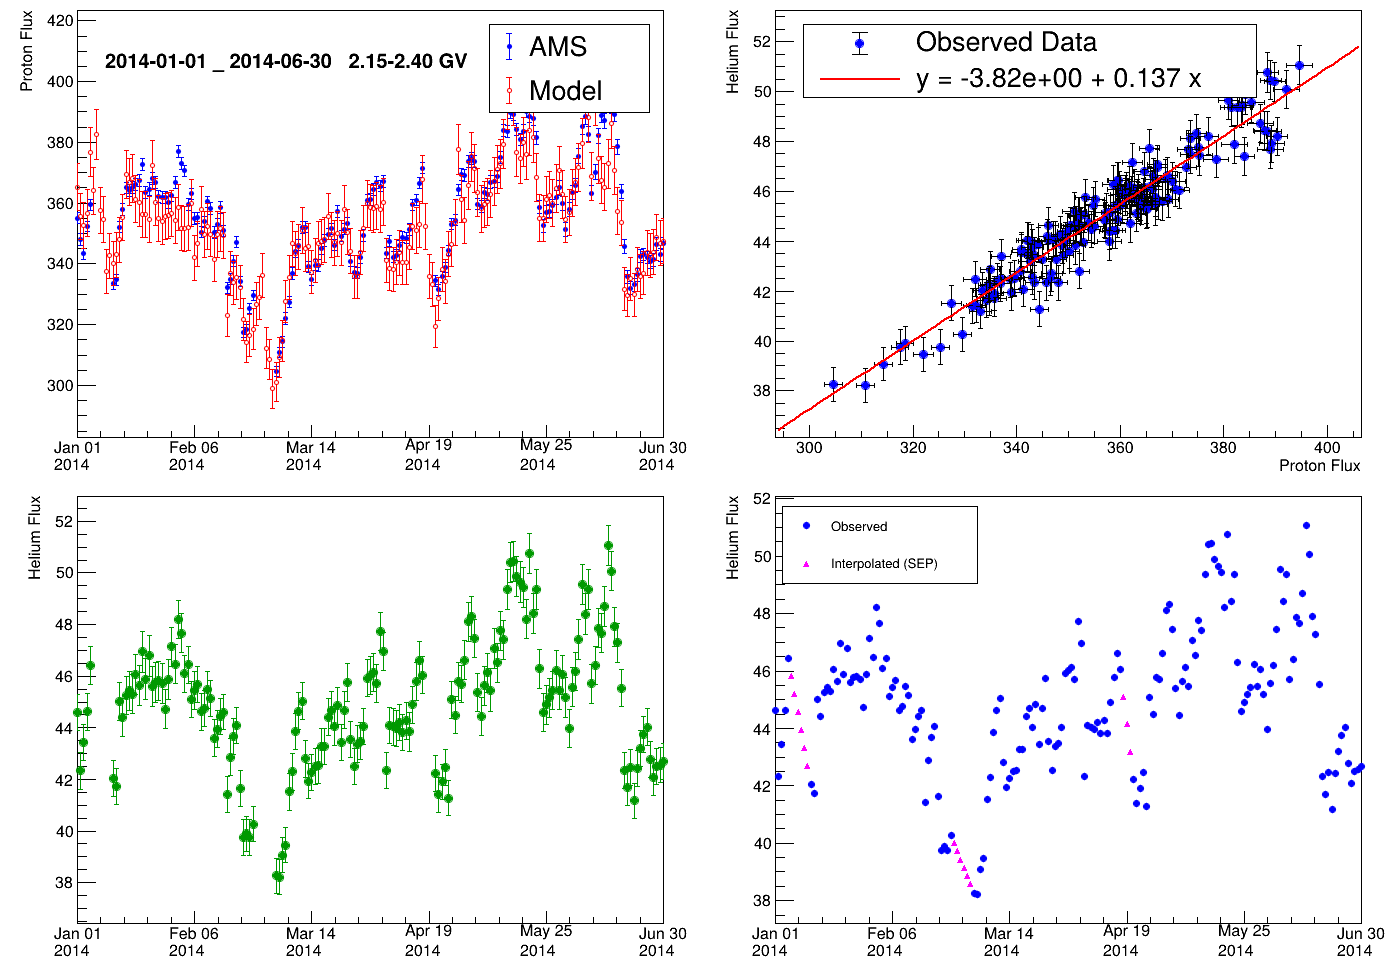 Proton Flux
420
400
380
360
340
320
300
2014-01-01 _ 2014-06-30 2.15-2.40 GV
AMS
Model
Jan 01
2014
Feb 06
2014
Mar 14
2014
Apr 19
2014
May 25
2014
Jun 30
2014
Helium Flux
52
50
48
46
44
42
40
38
Observed Data
y = -3.82e+00 + 0.137 x
300
320
340
360
380
400
Proton Flux
Helium Flux
52
50
48
46
44
42
40
38
Jan 01
2014
Feb 06
2014
Mar 14
2014
Apr 19
2014
May 25
2014
Jun 30
2014
Helium Flux
52
50
48
46
44
42
40
38
Observed
Interpolated (SEP)
Jan 01
2014
Feb 06
2014
Mar 14
2014
Apr 19
2014
May 25
2014
Jun 30
2014